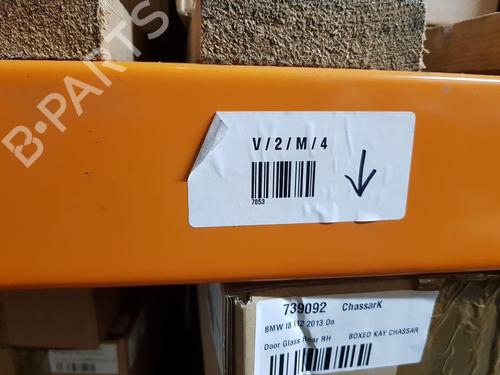 B-PARTS
V/2/M/4
7053
739092 ChassarK
BMW I8 I12 2013 On
Door Glass Rear RH BOXED KAY CHASSAR